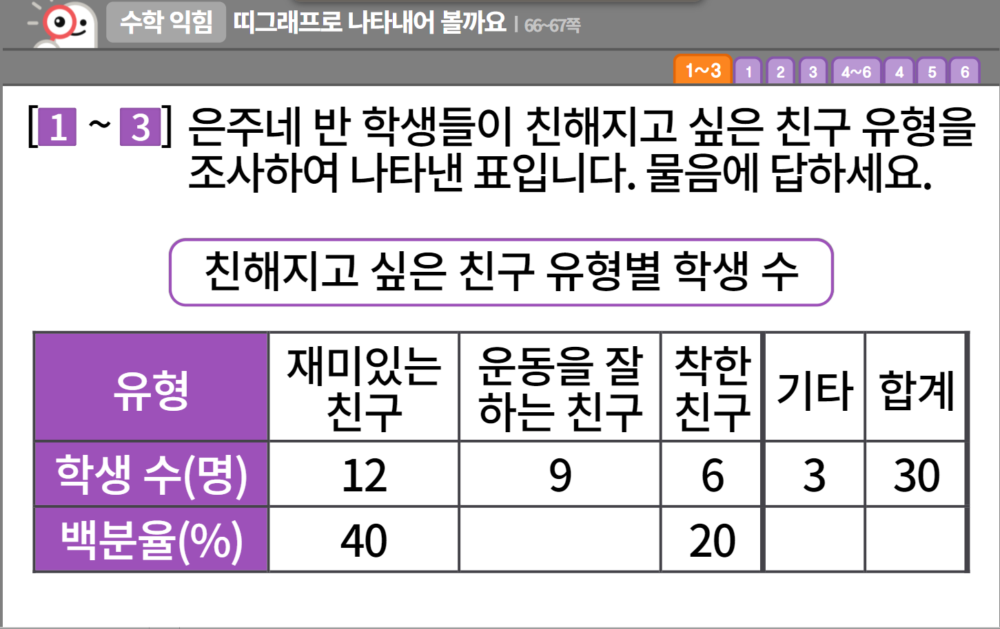 수학 익힘 띠그래프로 나타내어 볼까요 | 66~67쪽
1~3 1 2 3 4~6 4 5 6
[1 ~ 3] 은주네 반 학생들이 친해지고 싶은 친구 유형을
조사하여 나타낸 표입니다. 물음에 답하세요.
친해지고 싶은 친구 유형별 학생 수
유형 재미있는 친구 운동을 잘 하는 친구 착한 친구 기타 합계
학생 수(명) 12 9 6 3 30
백분율(%) 40 20